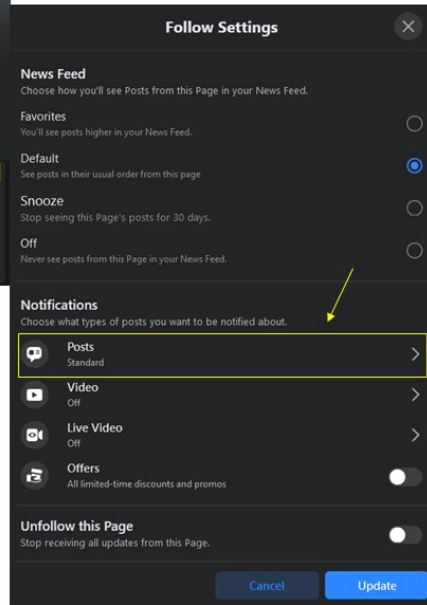 Follow Settings
News Feed
Choose how you'll see Posts from this Page in your News Feed.
Favorites
You'll see posts higher in your News Feed.
Default
See posts in their usual order from this page
Snooze
Stop seeing this Page's posts for 30 days.
Off
Never see posts from this Page in your News Feed.
Notifications
Choose what types of posts you want to be notified about.
Posts
Standard
Video
Off
Live Video
Off
Offers
All limited-time discounts and promos
Unfollow this Page
Stop receiving all updates from this Page.
Cancel
Update